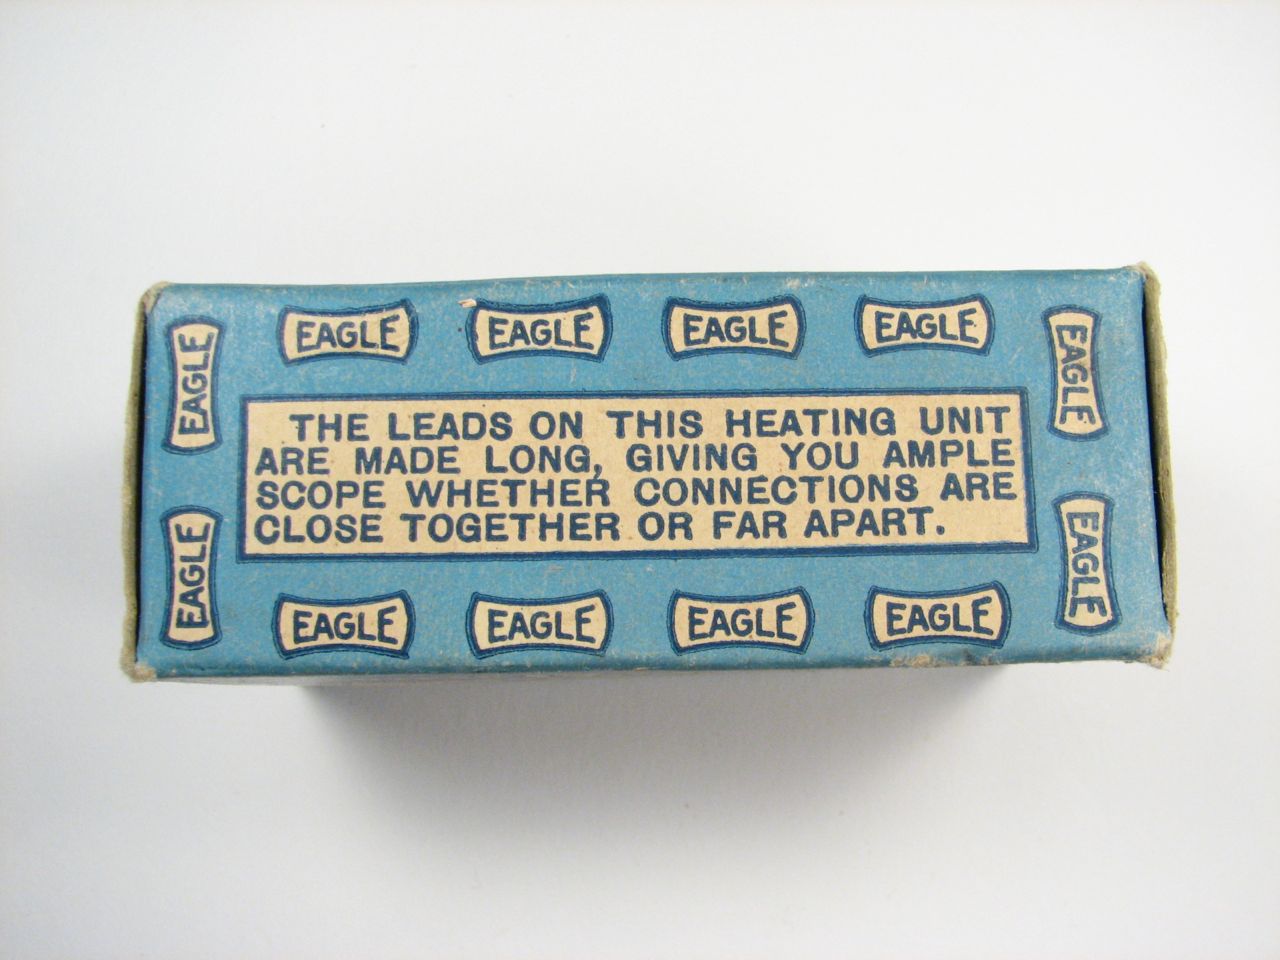 EAGLE EAGLE EAGLE EAGLE
EAGLE
EAGLE
THE LEADS ON THIS HEATING UNIT
ARE MADE LONG, GIVING YOU AMPLE
SCOPE WHETHER CONNECTIONS ARE
CLOSE TOGETHER OR FAR APART.
EAGLE
EAGLE
EAGLE EAGLE EAGLE EAGLE